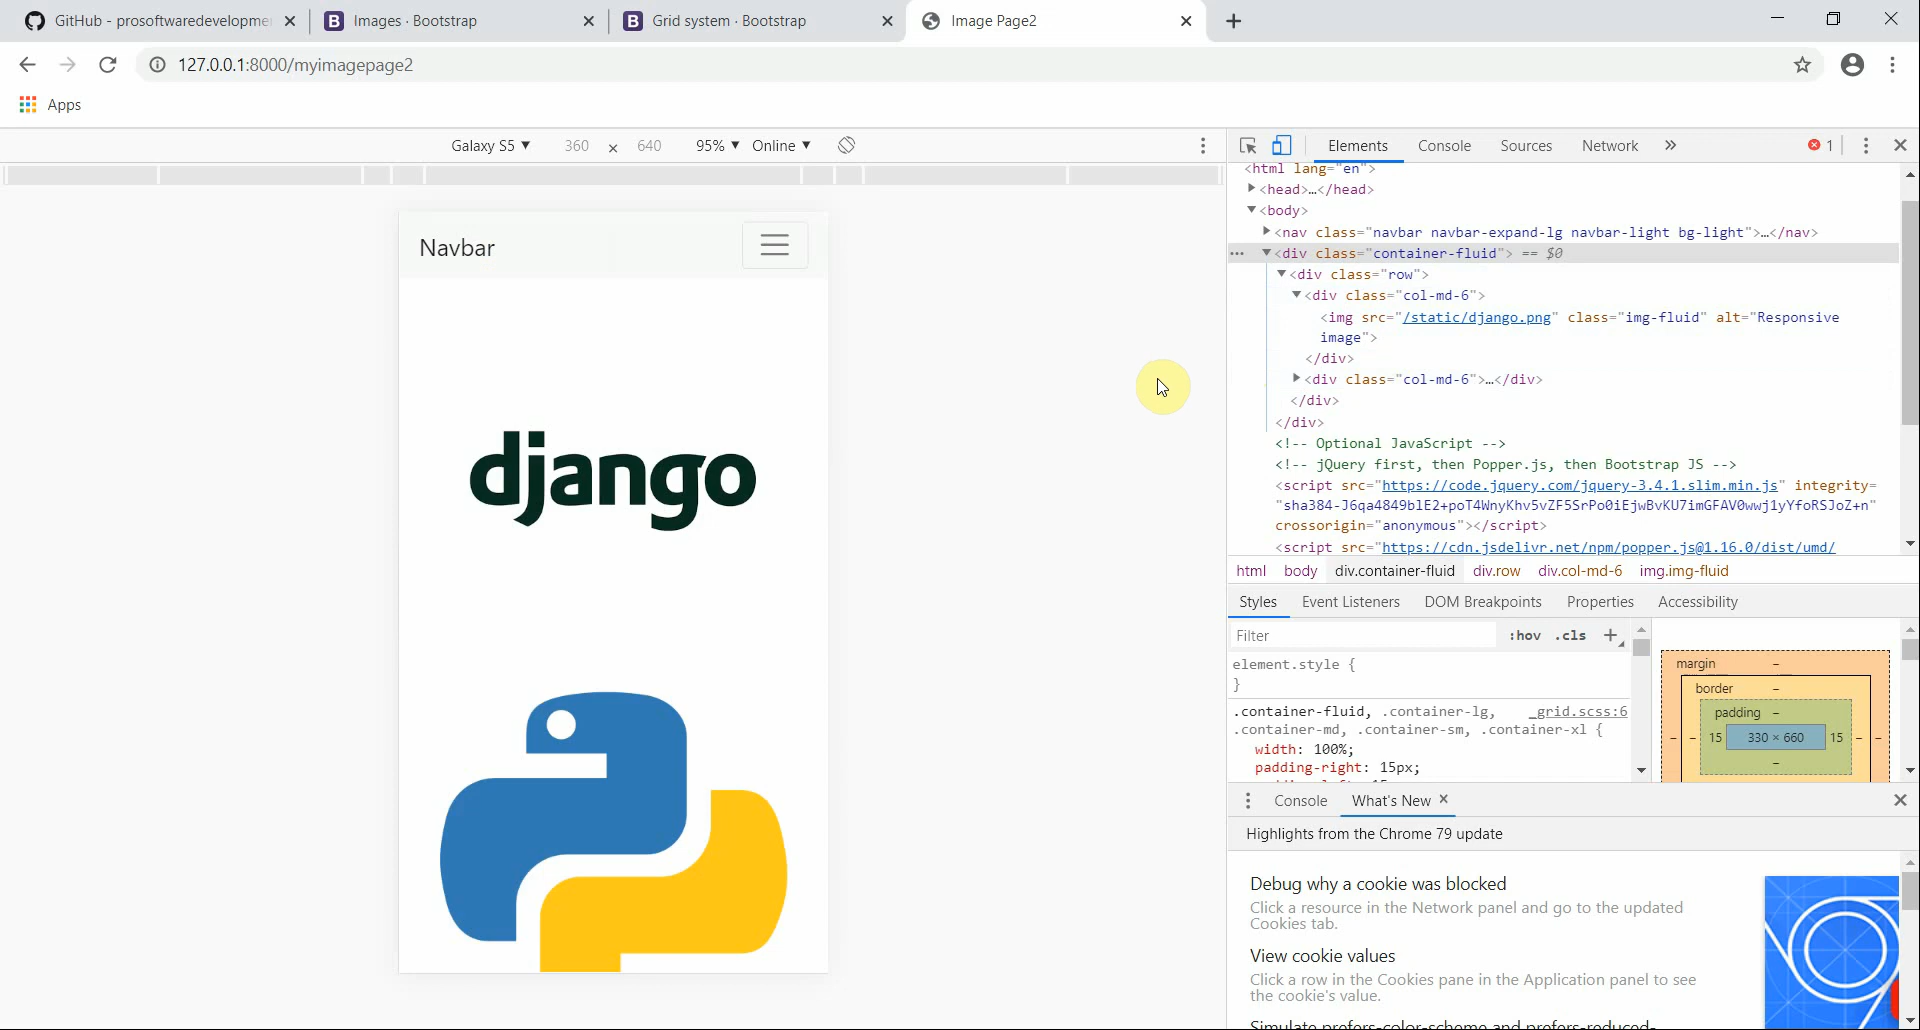 GitHub - prosoftwaredevelopme
Images · Bootstrap
Grid system · Bootstrap
Image Page2
127.0.0.1:8000/myimagepage2
Apps
Galaxy S5 ▼ 360 × 640 95% ▼ Online ▼
Elements Console Sources Network » 1
<html lang="en">
<head>…</head>
<body>
<nav class="navbar navbar-expand-lg navbar-light bg-light">…</nav>
<div class="container-fluid"> == $0
<div class="row">
<div class="col-md-6">
<img src="/static/django.png" class="img-fluid" alt="Responsive
image">
</div>
<div class="col-md-6">…</div>
</div>
</div>
<!-- Optional JavaScript -->
<!-- jQuery first, then Popper.js, then Bootstrap JS -->
<script src="https://code.jquery.com/jquery-3.4.1.slim.min.js" integrity=
"sha384-J6qa4849blE2+poT4WnyKhv5vZF5SrPo0iEjwBvKU7imGFAV0wwj1yYfoRSJoZ+n"
crossorigin="anonymous"></script>
<script src="https://cdn.jsdelivr.net/npm/popper.js@1.16.0/dist/umd/
html body div.container-fluid div.row div.col-md-6 img.img-fluid
Styles Event Listeners DOM Breakpoints Properties Accessibility
Filter :hov .cls +
element.style {
}
.container-fluid, .container-lg, _grid.scss:6
.container-md, .container-sm, .container-xl {
width: 100%;
padding-right: 15px;
margin –
border –
padding –
– – 15 330 × 660 15 – –
–
Console What's New
Highlights from the Chrome 79 update
Debug why a cookie was blocked
Click a resource in the Network panel and go to the updated
Cookies tab.
View cookie values
Click a row in the Cookies pane in the Application panel to see
the cookie's value.
Simulate prefers-color-scheme and prefers-reduced-
Navbar
django